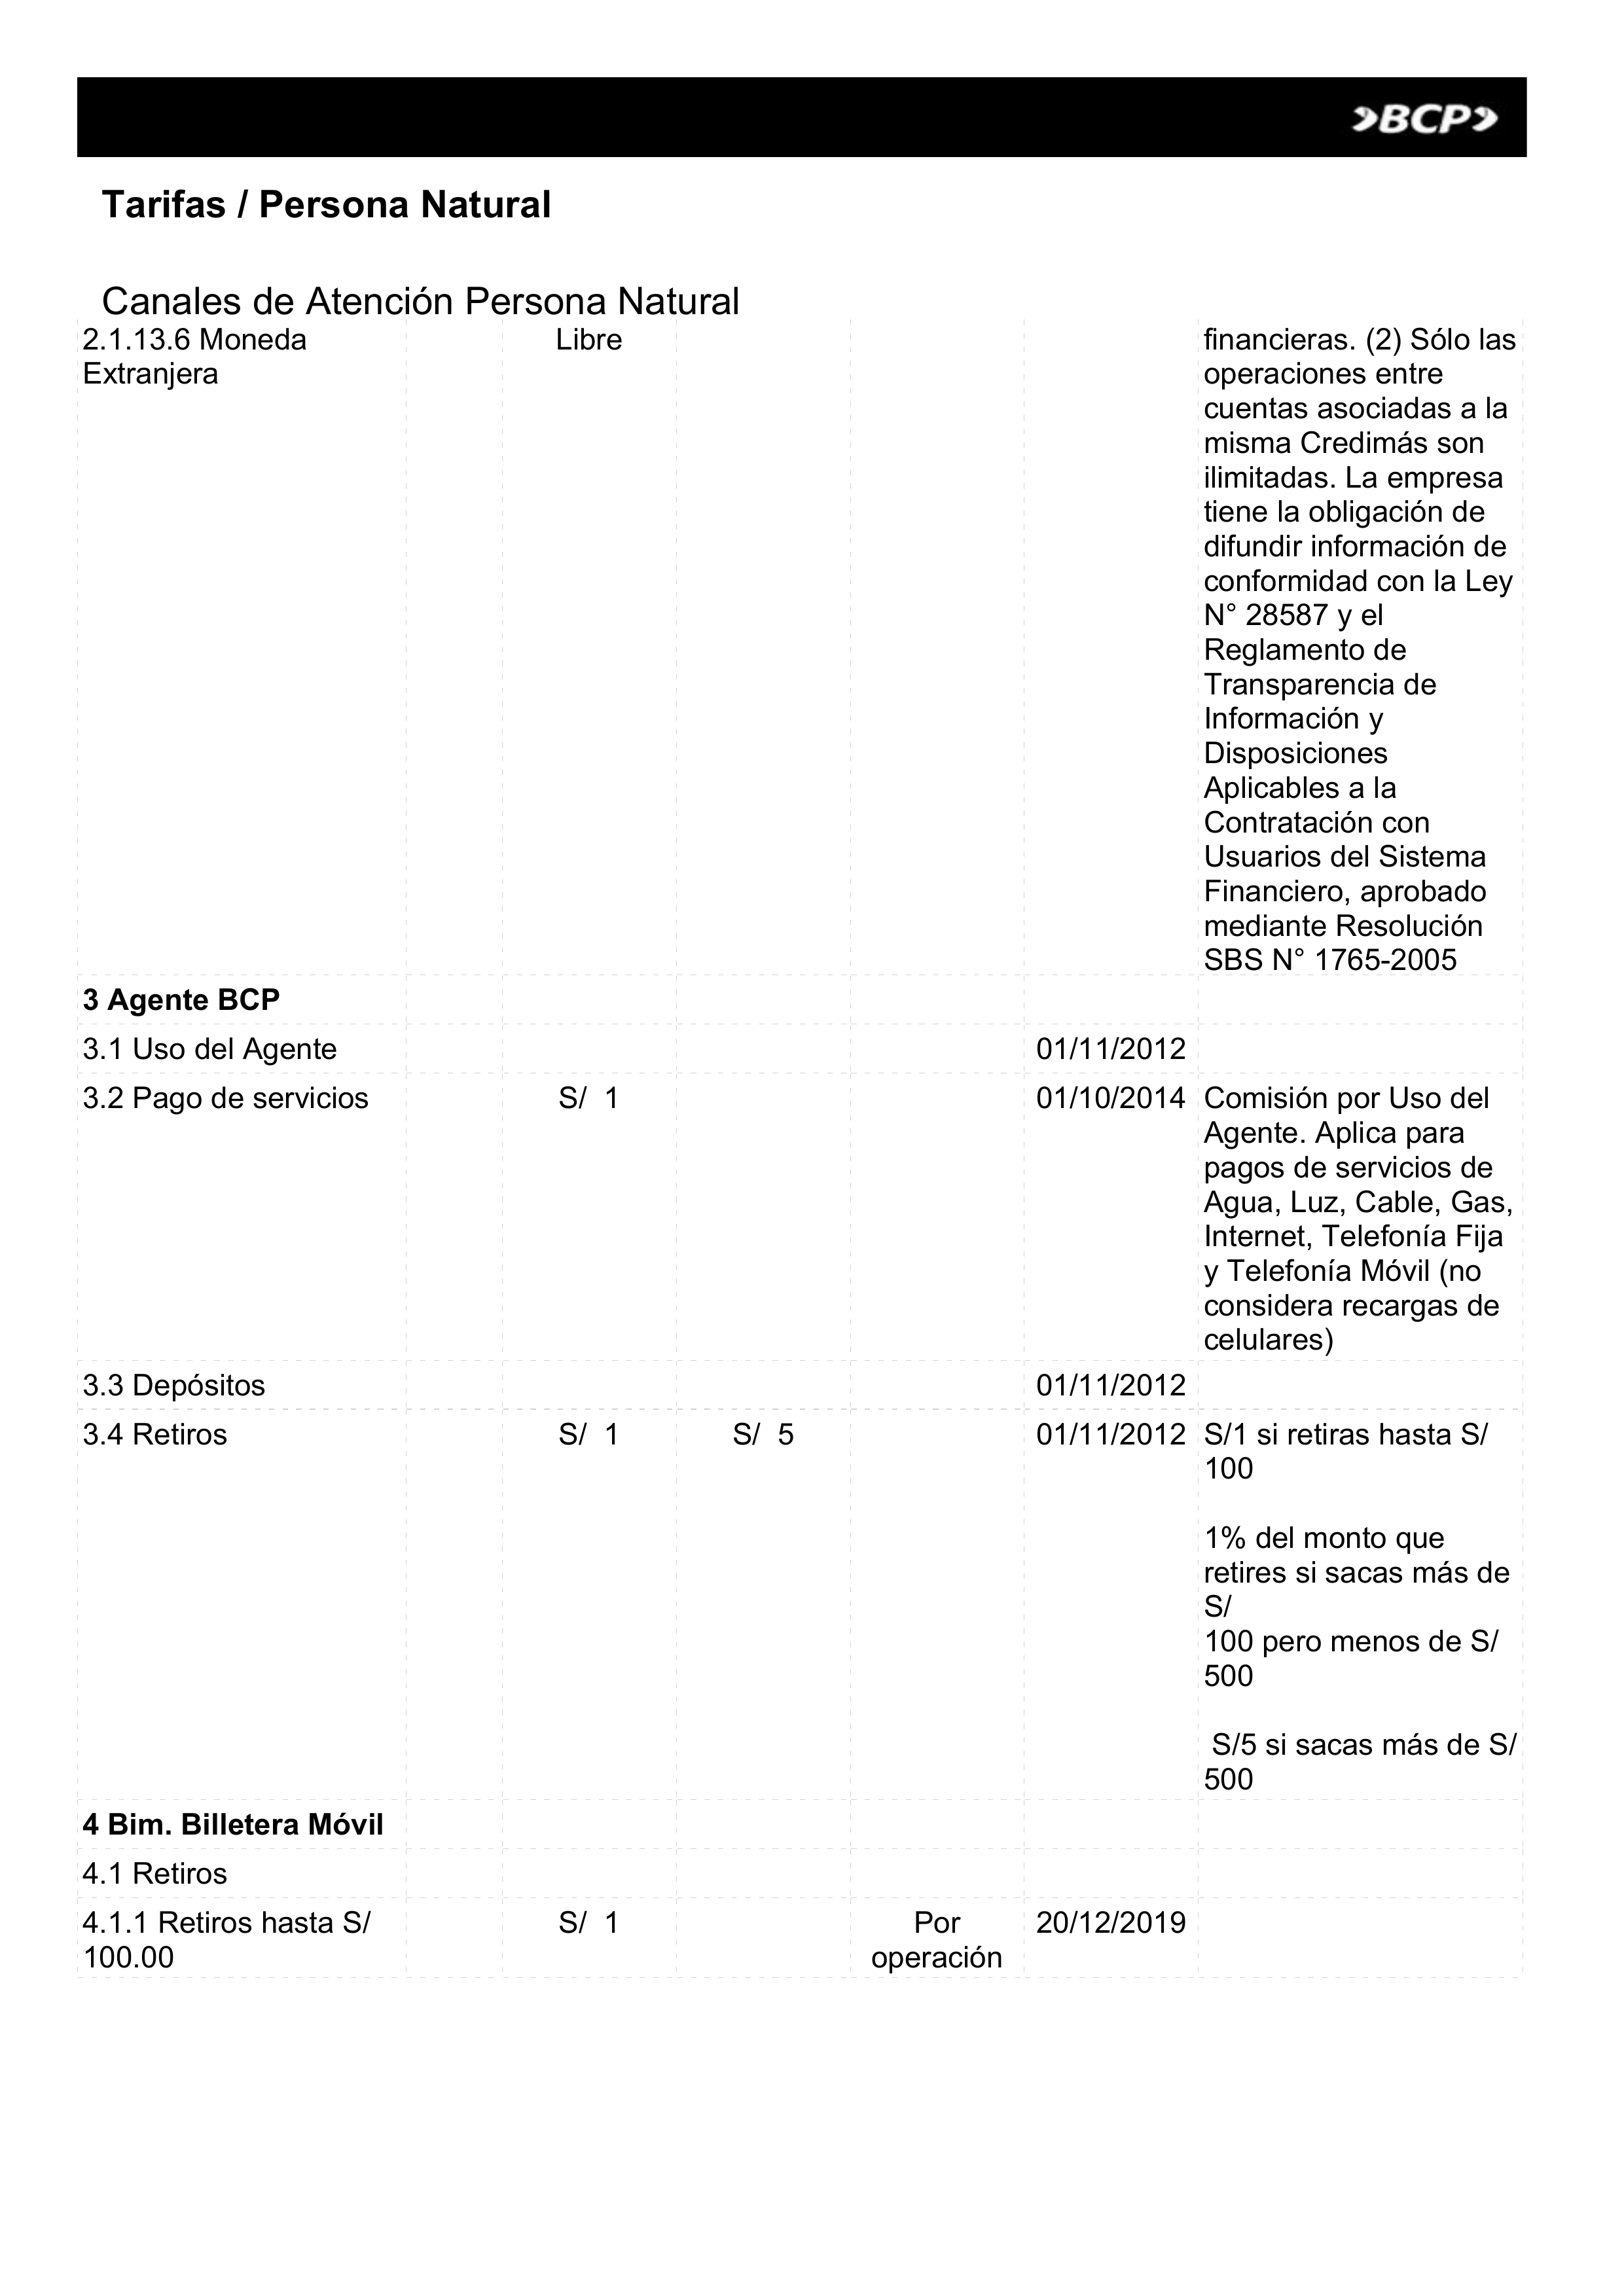 BCP
Tarifas / Persona Natural
Canales de Atención Persona Natural
2.1.13.6 Moneda
Extranjera
Libre
financieras. (2) Sólo las
operaciones entre
cuentas asociadas a la
misma Credimás son
ilimitadas. La empresa
tiene la obligación de
difundir información de
conformidad con la Ley
N° 28587 y el
Reglamento de
Transparencia de
Información y
Disposiciones
Aplicables a la
Contratación con
Usuarios del Sistema
Financiero, aprobado
mediante Resolución
SBS N° 1765-2005
3 Agente BCP
3.1 Uso del Agente
01/11/2012
3.2 Pago de servicios
S/ 1
01/10/2014
Comisión por Uso del
Agente. Aplica para
pagos de servicios de
Agua, Luz, Cable, Gas,
Internet, Telefonía Fija
y Telefonía Móvil (no
considera recargas de
celulares)
3.3 Depósitos
01/11/2012
3.4 Retiros
S/ 1
S/ 5
01/11/2012
S/1 si retiras hasta S/
100
1% del monto que
retires si sacas más de
S/
100 pero menos de S/
500
S/5 si sacas más de S/
500
4 Bim. Billetera Móvil
4.1 Retiros
4.1.1 Retiros hasta S/
100.00
S/ 1
Por
operación
20/12/2019